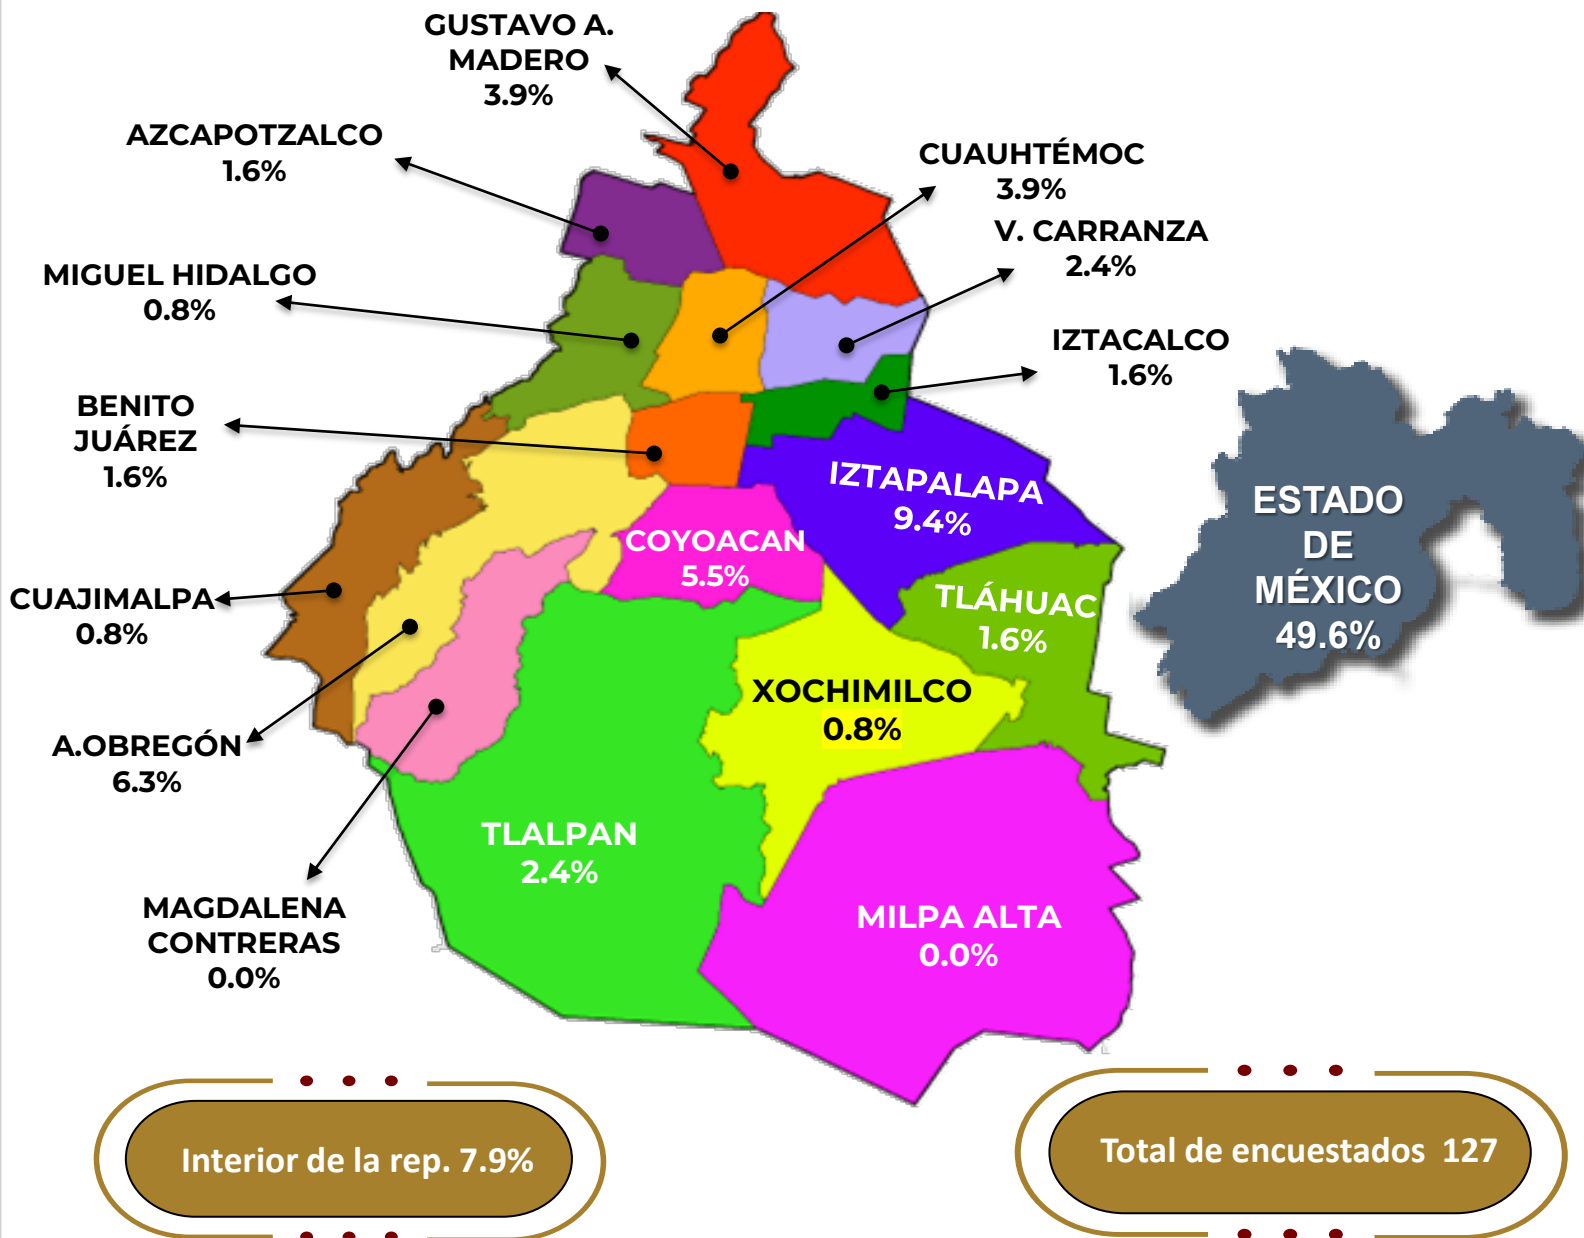 GUSTAVO A.
MADERO
3.9%
AZCAPOTZALCO
1.6%
CUAUHTÉMOC
3.9%
V. CARRANZA
2.4%
MIGUEL HIDALGO
0.8%
IZTACALCO
1.6%
BENITO
JUÁREZ
1.6%
IZTAPALAPA
9.4%
ESTADO
DE
MÉXICO
49.6%
COYOACAN
5.5%
CUAJIMALPA
0.8%
TLÁHUAC
1.6%
XOCHIMILCO
0.8%
A.OBREGÓN
6.3%
TLALPAN
2.4%
MAGDALENA
CONTRERAS
0.0%
MILPA ALTA
0.0%
Interior de la rep. 7.9%
Total de encuestados 127